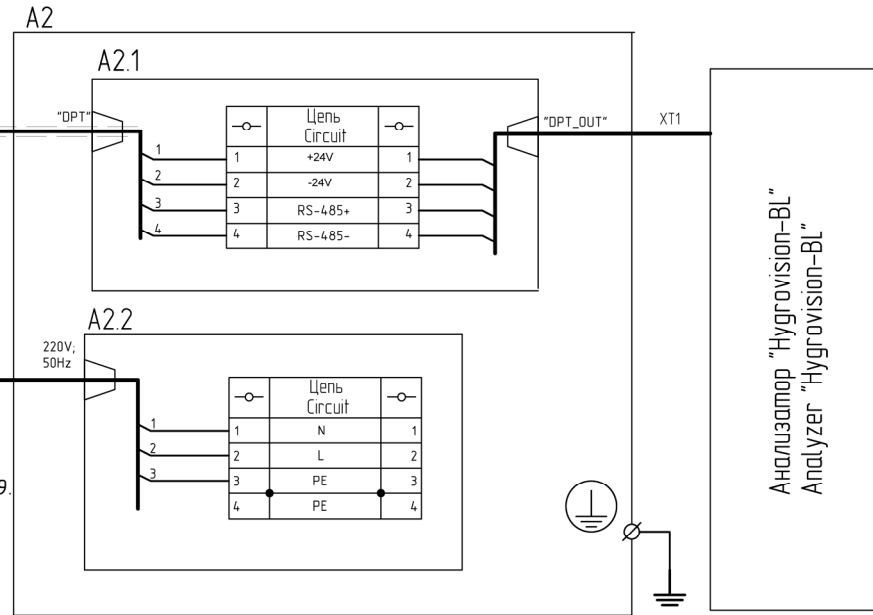 A2
A2.1
"DPT"
Цепь
Circuit
1 +24V 1
2 -24V 2
3 RS-485+ 3
4 RS-485- 4
1
2
3
4
"DPT_OUT"
XT1
A2.2
220V;
50Hz
Цепь
Circuit
1 N 1
2 L 2
3 PE 3
4 PE 4
1
2
3
9.
Анализатор "Hygrovision-BL"
Analyzer "Hygrovision-BL"